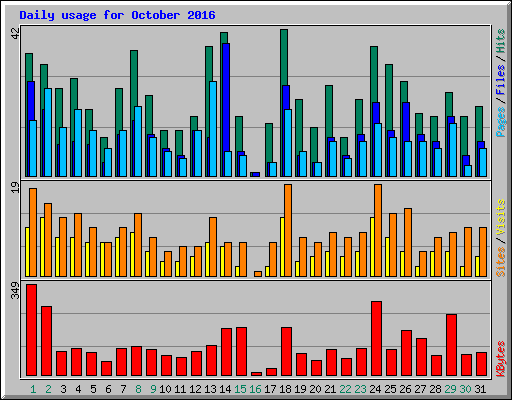 Daily usage for October 2016
42
Pages / Files / Hits
19
Sites / Visits
349
KBytes
1 2 3 4 5 6 7 8 9 10 11 12 13 14 15 16 17 18 19 20 21 22 23 24 25 26 27 28 29 30 31